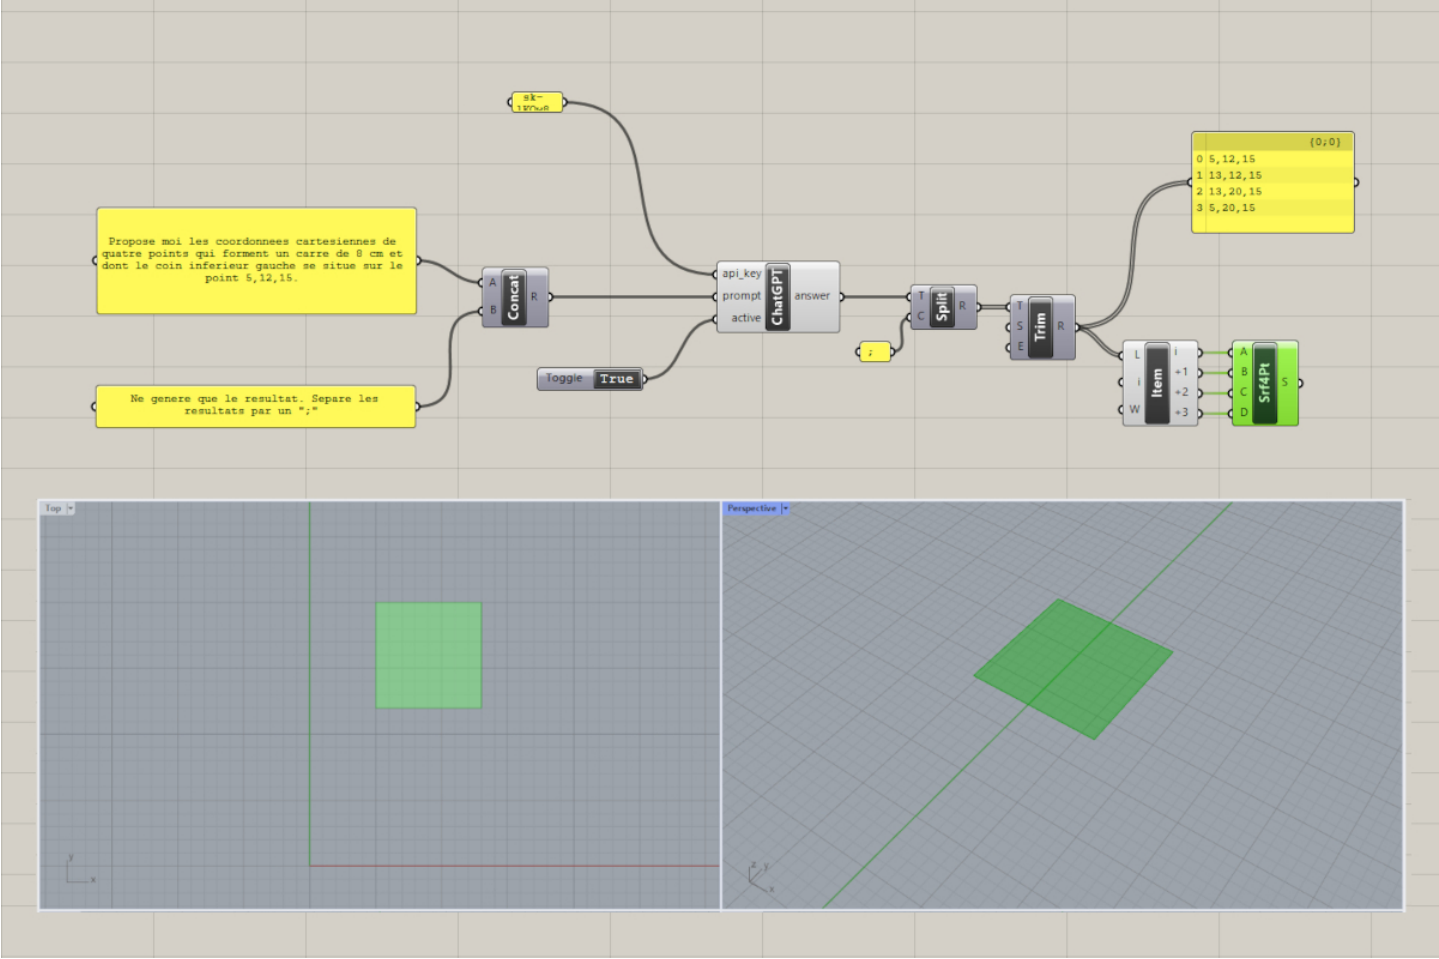 sk-
{0;0}
0 5,12,15
1 13,12,15
2 13,20,15
3 5,20,15
Propose moi les coordonnees cartesiennes de
quatre points qui forment un carre de 8 cm et
dont le coin inferieur gauche se situe sur le
point 5,12,15.
A
B
Concat
R
api_key
prompt
active
ChatGPT
answer
T
C
Split
R
T
S
E
Trim
R
;
Toggle True
L
i
W
Item
i
+1
+2
+3
A
B
C
D
Srf4Pt
S
Ne genere que le resultat. Separe les
resultats par un ";"
Top
Perspective
y
x
z
y
x